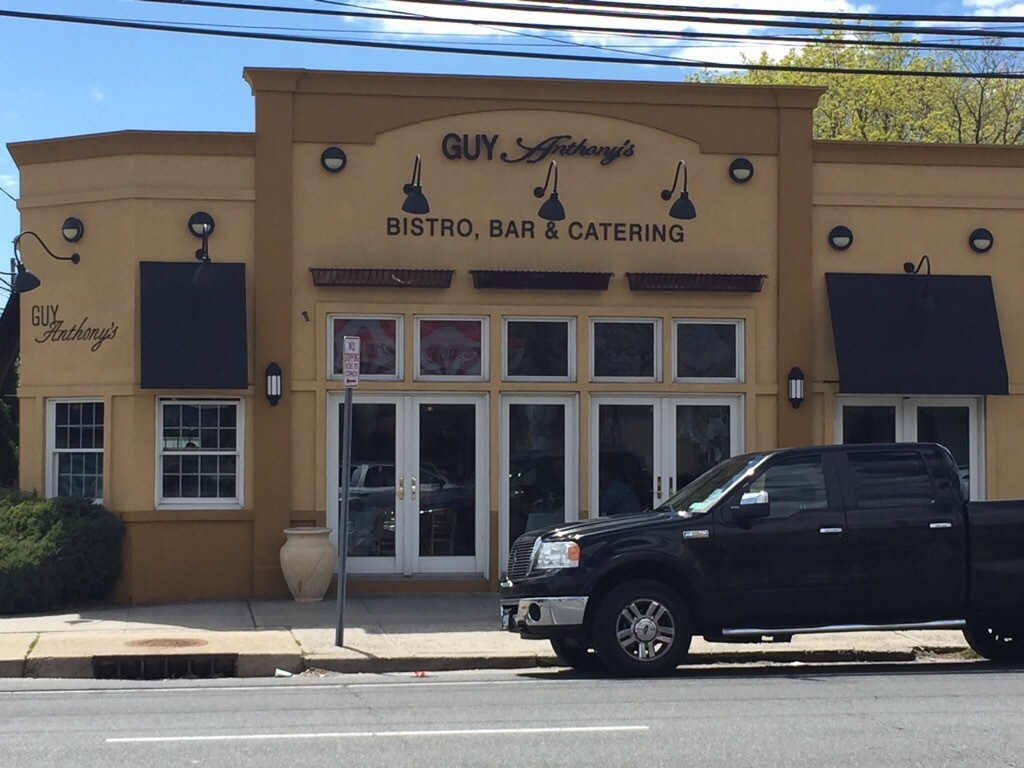 GUY Anthony's
BISTRO, BAR & CATERING
GUY
Anthony's
NO
STOPPING